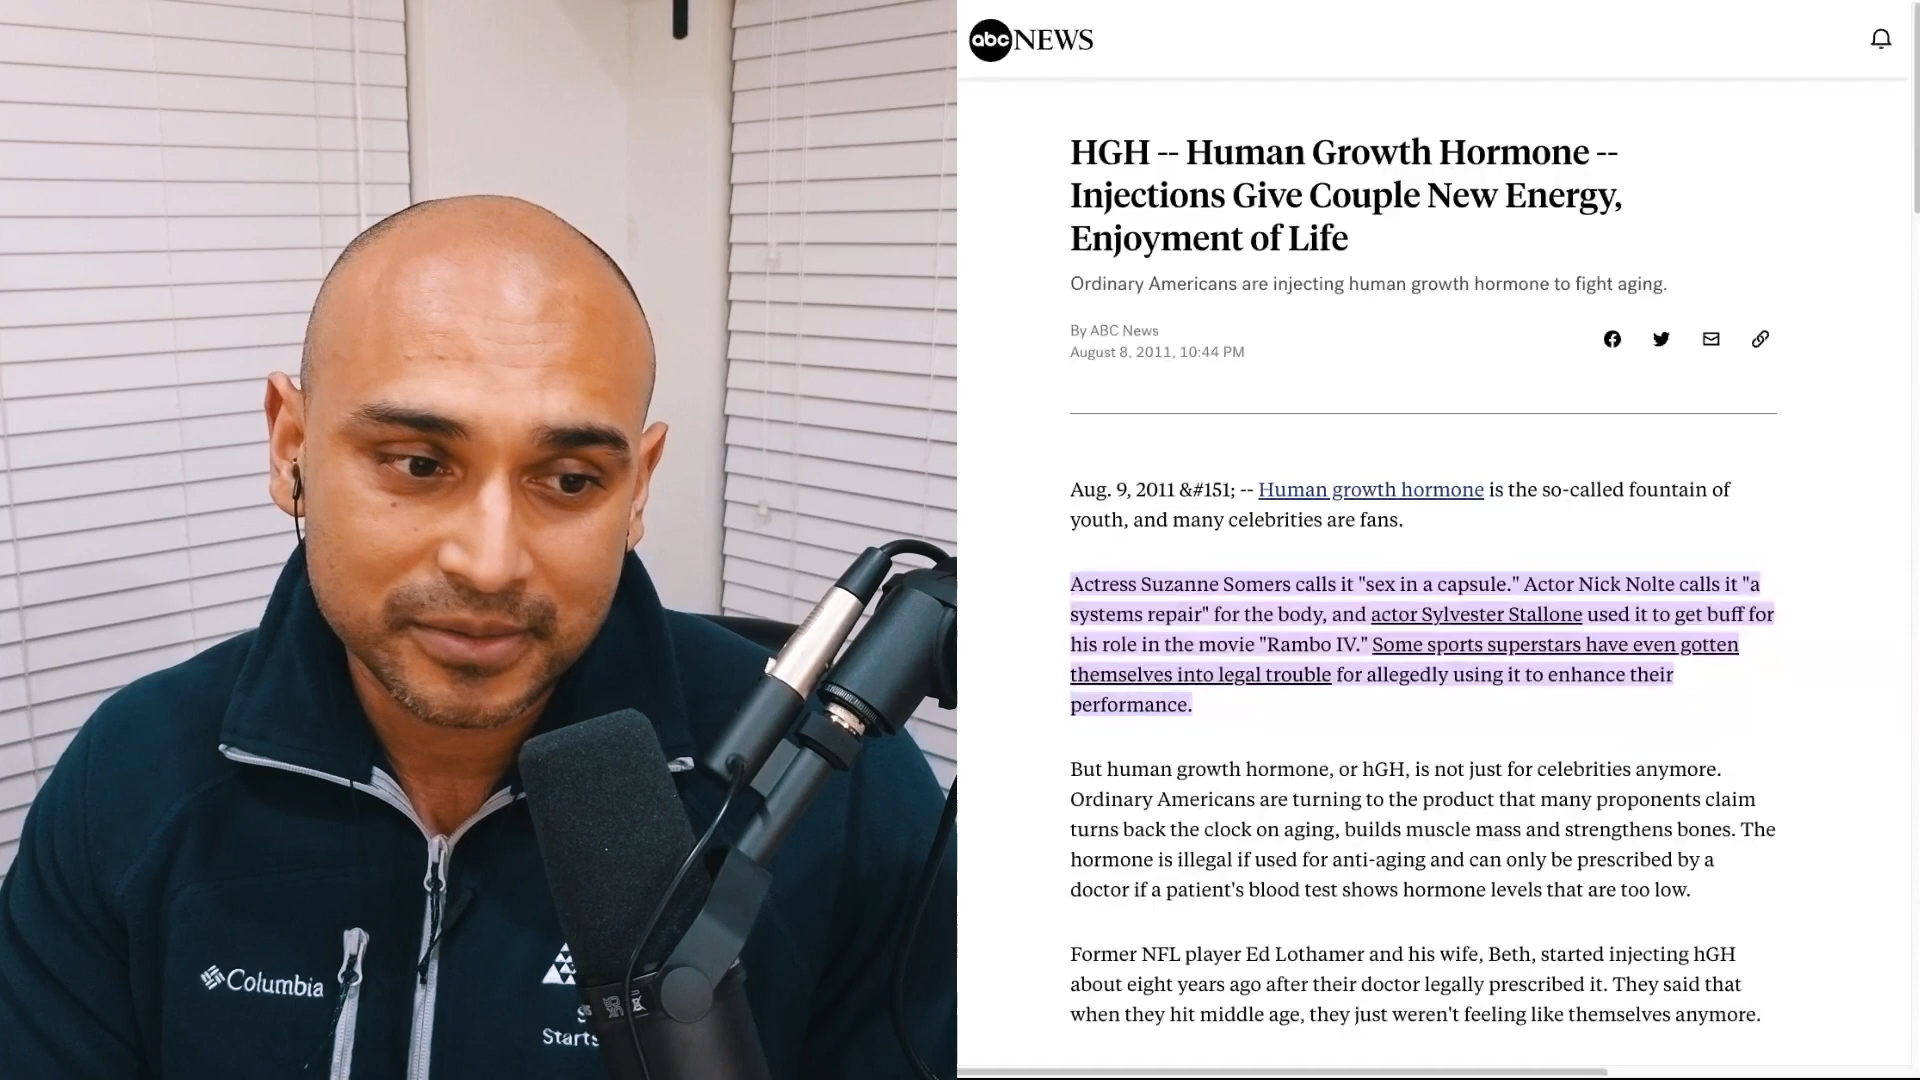 abc NEWS
HGH -- Human Growth Hormone --
Injections Give Couple New Energy,
Enjoyment of Life
Ordinary Americans are injecting human growth hormone to fight aging.
By ABC News
August 8, 2011, 10:44 PM
Aug. 9, 2011 &#151; -- Human growth hormone is the so-called fountain of
youth, and many celebrities are fans.
Actress Suzanne Somers calls it "sex in a capsule." Actor Nick Nolte calls it "a
systems repair" for the body, and actor Sylvester Stallone used it to get buff for
his role in the movie "Rambo IV." Some sports superstars have even gotten
themselves into legal trouble for allegedly using it to enhance their
performance.
But human growth hormone, or hGH, is not just for celebrities anymore.
Ordinary Americans are turning to the product that many proponents claim
turns back the clock on aging, builds muscle mass and strengthens bones. The
hormone is illegal if used for anti-aging and can only be prescribed by a
doctor if a patient's blood test shows hormone levels that are too low.
Former NFL player Ed Lothamer and his wife, Beth, started injecting hGH
about eight years ago after their doctor legally prescribed it. They said that
when they hit middle age, they just weren't feeling like themselves anymore.
Columbia